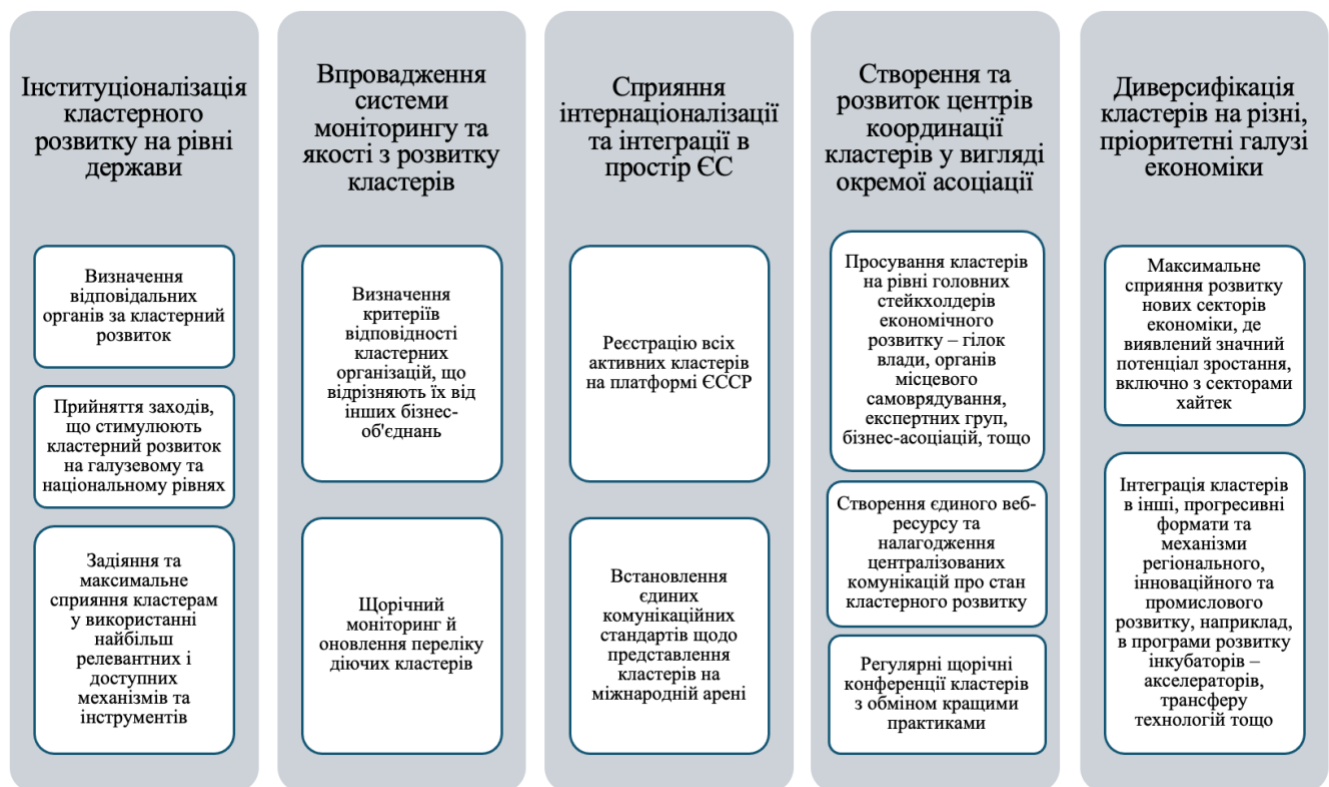 Інституціоналізація
кластерного
розвитку на рівні
держави
Визначення
відповідальних
органів за кластерний
розвиток
Прийняття заходів,
що стимулюють
кластерний розвиток
на галузевому та
національному рівнях
Задіяння та
максимальне
сприяння кластерам
у використанні
найбільш
релевантних і
доступних
механізмів та
інструментів
Впровадження
системи
моніторингу та
якості з розвитку
кластерів
Визначення
критеріїв
відповідності
кластерних
організацій, що
відрізняють їх від
інших бізнес-
об'єднань
Щорічний
моніторинг й
оновлення переліку
діючих кластерів
Сприяння
інтернаціоналізації
та інтеграції в
простір ЄС
Реєстрацію всіх
активних кластерів
на платформі ЄССР
Встановлення
єдиних
комунікаційних
стандартів щодо
представлення
кластерів на
міжнародній арені
Створення та
розвиток центрів
координації
кластерів у вигляді
окремої асоціації
Просування кластерів
на рівні головних
стейкхолдерів
економічного
розвитку – гілок
влади, органів
місцевого
самоврядування,
експертних груп,
бізнес-асоціацій, тощо
Створення єдиного веб-
ресурсу та
налагодження
централізованих
комунікацій про стан
кластерного розвитку
Регулярні щорічні
конференції кластерів
з обміном кращими
практиками
Диверсифікація
кластерів на різні,
пріоритетні галузі
економіки
Максимальне
сприяння розвитку
нових секторів
економіки, де
виявлений значний
потенціал зростання,
включно з секторами
хайтек
Інтеграція кластерів
в інші, прогресивні
формати та
механізми
регіонального,
інноваційного та
промислового
розвитку, наприклад,
в програми розвитку
інкубаторів –
акселераторів,
трансферу
технологій тощо